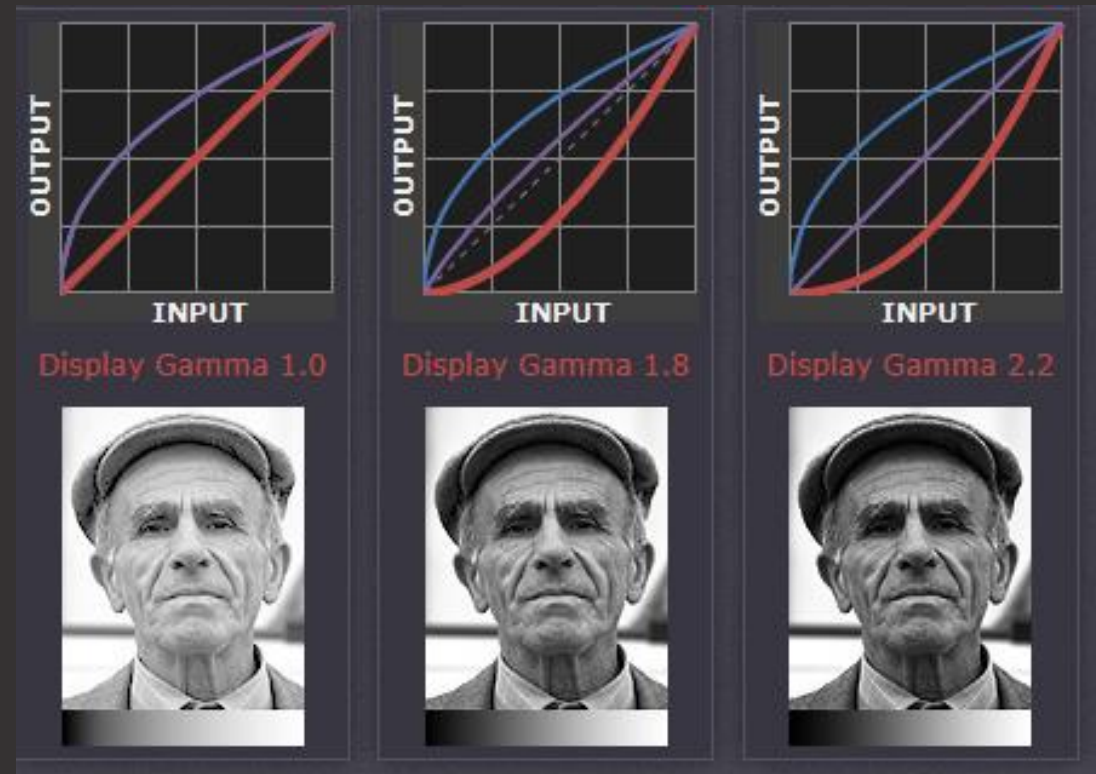 OUTPUT
INPUT
Display Gamma 1.0
OUTPUT
INPUT
Display Gamma 1.8
OUTPUT
INPUT
Display Gamma 2.2